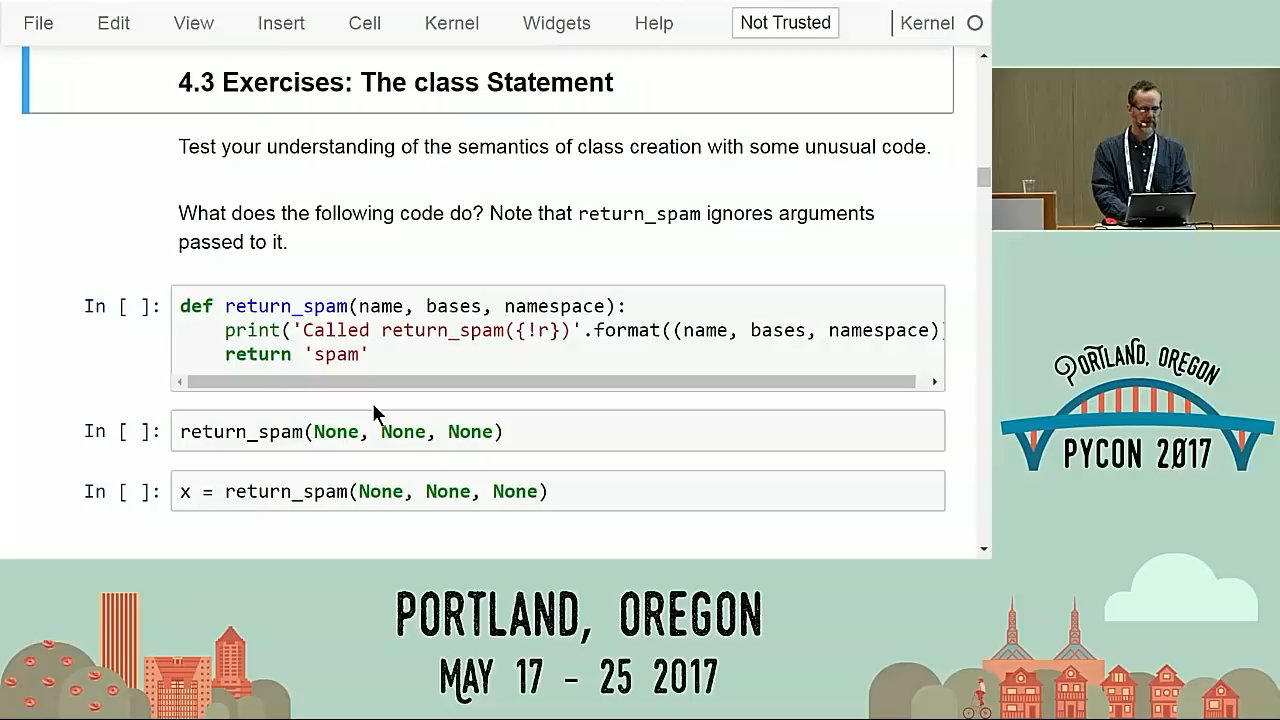 File Edit View Insert Cell Kernel Widgets Help Not Trusted Kernel
4.3 Exercises: The class Statement
Test your understanding of the semantics of class creation with some unusual code.
What does the following code do? Note that return_spam ignores arguments
passed to it.
In [ ]: def return_spam(name, bases, namespace):
print('Called return_spam({!r})'.format((name, bases, namespace)
return 'spam'
In [ ]: return_spam(None, None, None)
In [ ]: x = return_spam(None, None, None)
PORTLAND, OREGON
PYCON 2017
PORTLAND, OREGON
MAY 17 - 25 2017